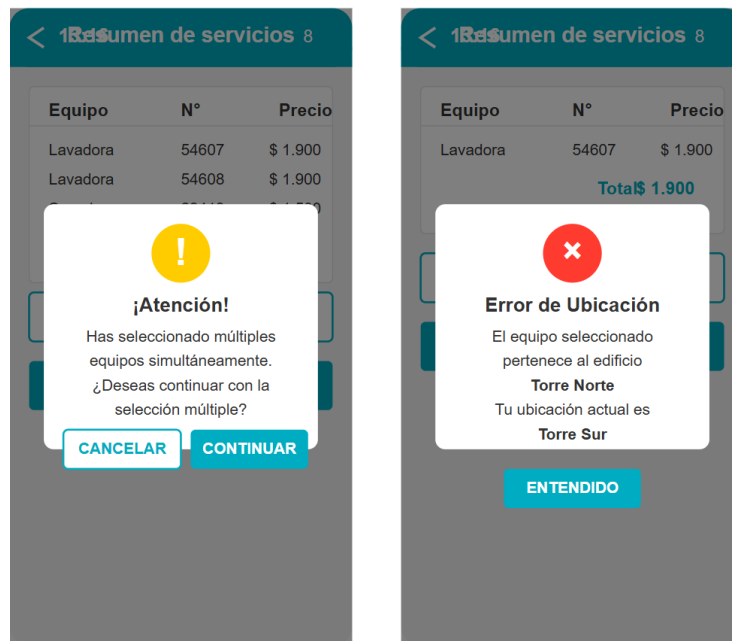 Resumen de servicios 8
Equipo N° Precio
Lavadora 54607 $ 1.900
Lavadora 54608 $ 1.900
!
¡Atención!
Has seleccionado múltiples
equipos simultáneamente.
¿Deseas continuar con la
selección múltiple?
CANCELAR CONTINUAR
Resumen de servicios 8
Equipo N° Precio
Lavadora 54607 $ 1.900
Total $ 1.900
Error de Ubicación
El equipo seleccionado
pertenece al edificio
Torre Norte
Tu ubicación actual es
Torre Sur
ENTENDIDO